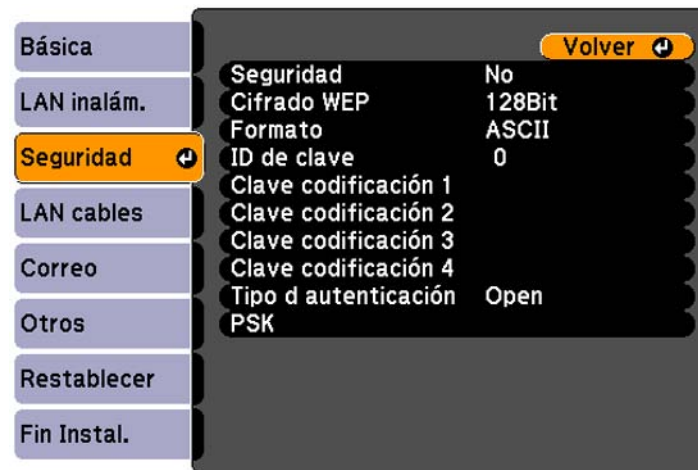 Básica
LAN inalám.
Seguridad
LAN cables
Correo
Otros
Restablecer
Fin Instal.
Volver
Seguridad No
Cifrado WEP 128Bit
Formato ASCII
ID de clave 0
Clave codificación 1
Clave codificación 2
Clave codificación 3
Clave codificación 4
Tipo d autenticación Open
PSK